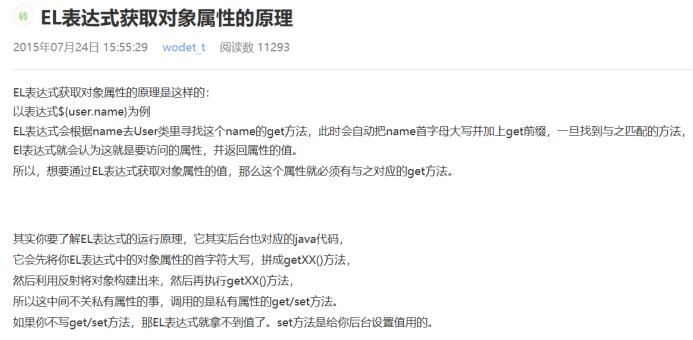 转 EL表达式获取对象属性的原理
2015年07月24日 15:55:29 wodet_t 阅读数 11293
EL表达式获取对象属性的原理是这样的：
以表达式${user.name}为例
EL表达式会根据name去User类里寻找这个name的get方法，此时会自动把name首字母大写并加上get前缀，一旦找到与之匹配的方法，
El表达式就会认为这就是要访问的属性，并返回属性的值。
所以，想要通过EL表达式获取对象属性的值，那么这个属性就必须有与之对应的get方法。
其实你要了解EL表达式的运行原理，它其实后台也对应的java代码，
它会先将你EL表达式中的对象属性的首字符大写，拼成getXX()方法，
然后利用反射将对象构建出来，然后再执行getXX()方法，
所以这中间不关私有属性的事，调用的是私有属性的get/set方法。
如果你不写get/set方法，那EL表达式就拿不到值了。set方法是给你后台设置值用的。